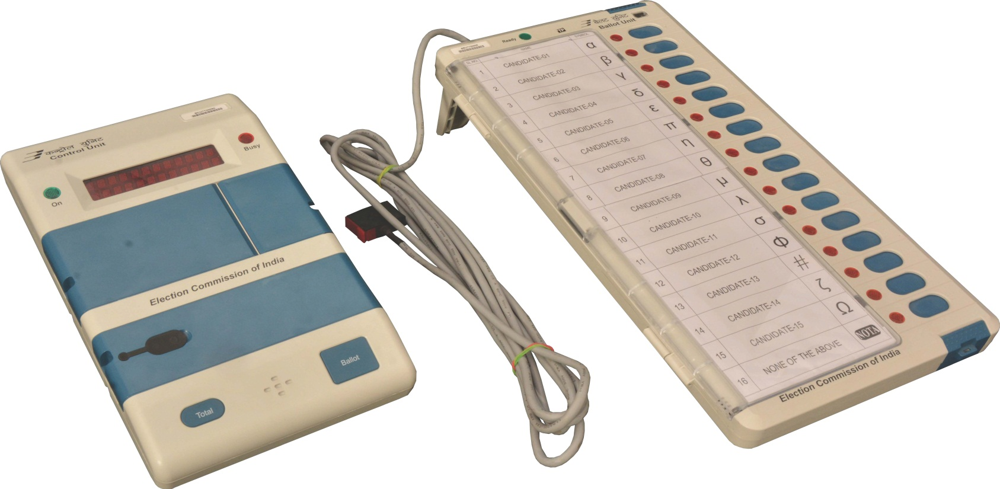 कन्ट्रोल युनिट
Control Unit
Busy
On
Election Commission of India
Ballot
Total
बैलट युनिट
Ballot Unit
Ready
SL NO. NAME SYMBOL
1 CANDIDATE-01 α
2 CANDIDATE-02 β
3 CANDIDATE-03 γ
4 CANDIDATE-04 δ
5 CANDIDATE-05 ε
6 CANDIDATE-06 π
7 CANDIDATE-07 η
8 CANDIDATE-08 θ
9 CANDIDATE-09 μ
10 CANDIDATE-10 λ
11 CANDIDATE-11 σ
12 CANDIDATE-12 Φ
13 CANDIDATE-13 #
14 CANDIDATE-14 ζ
15 CANDIDATE-15 Ω
16 NONE OF THE ABOVE NOTA
Election Commission of India